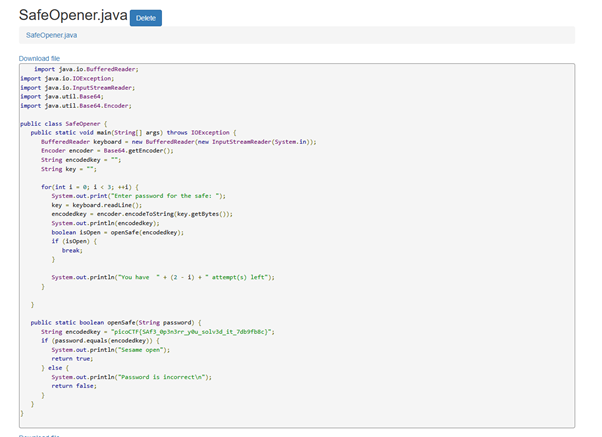 SafeOpener.java Delete
SafeOpener.java
Download file
import java.io.BufferedReader;
import java.io.IOException;
import java.io.InputStreamReader;
import java.util.Base64;
import java.util.Base64.Encoder;
public class SafeOpener {
public static void main(String[] args) throws IOException {
BufferedReader keyboard = new BufferedReader(new InputStreamReader(System.in));
Encoder encoder = Base64.getEncoder();
String encodedkey = "";
String key = "";
for(int i = 0; i < 3; ++i) {
System.out.print("Enter password for the safe: ");
key = keyboard.readLine();
encodedkey = encoder.encodeToString(key.getBytes());
System.out.println(encodedkey);
boolean isOpen = openSafe(encodedkey);
if (isOpen) {
break;
}
System.out.println("You have  " + (2 - i) + " attempt(s) left");
}
}
public static boolean openSafe(String password) {
String encodedkey = "picoCTF{SAf3_0p3n3rr_y0u_solv3d_it_7db9fb8c}";
if (password.equals(encodedkey)) {
System.out.println("Sesame open");
return true;
} else {
System.out.println("Password is incorrect\n");
return false;
}
}
}